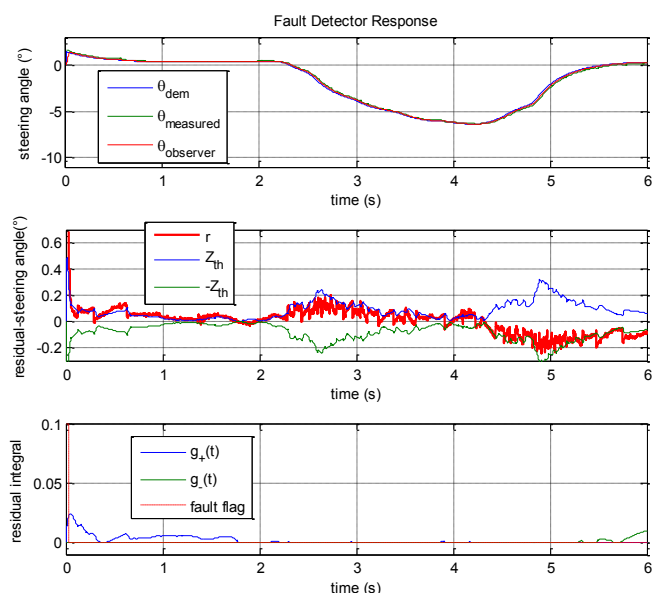 Fault Detector Response
steering angle (°)
0
-5
-10
θdem
θmeasured
θobserver
0 1 2 3 4 5 6
time (s)
residual-steering angle(°)
0.6
0.4
0.2
0
-0.2
r
Zth
-Zth
0 1 2 3 4 5 6
time (s)
residual integral
0.1
0.05
0
g+(t)
g-(t)
fault flag
0 1 2 3 4 5 6
time (s)